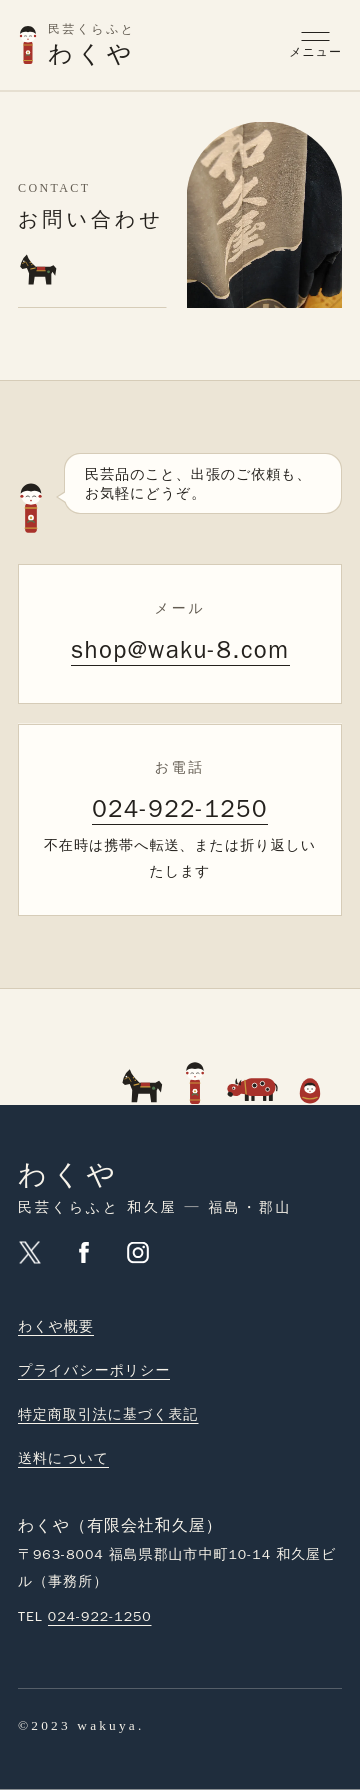 民芸くらふと
わくや
メニュー
CONTACT
お問い合わせ
和久屋
民芸品のこと、出張のご依頼も、
お気軽にどうぞ。
メール
shop@waku-8.com
お電話
024-922-1250
不在時は携帯へ転送、または折り返しい
たします
わくや
民芸くらふと 和久屋 — 福島・郡山
わくや概要
プライバシーポリシー
特定商取引法に基づく表記
送料について
わくや（有限会社和久屋）
〒963-8004 福島県郡山市中町10-14 和久屋ビ
ル（事務所）
TEL 024-922-1250
©2023 wakuya.